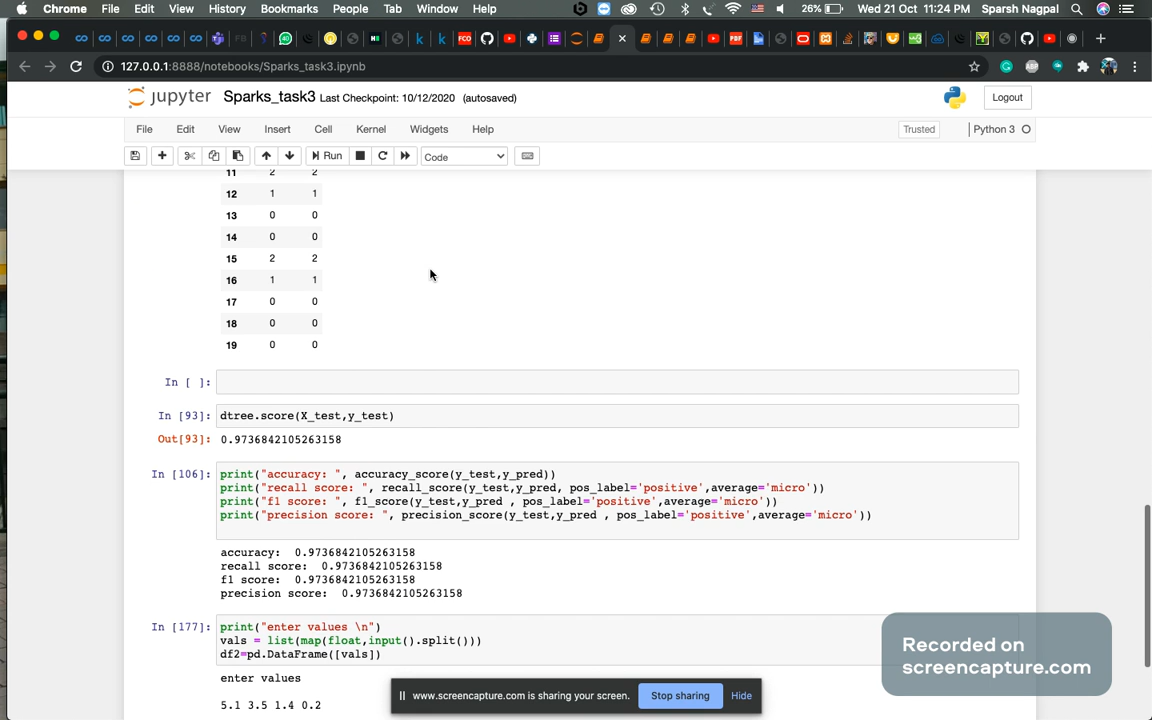 Chrome File Edit View History Bookmarks People Tab Window Help 26% Wed 21 Oct 11:24 PM Sparsh Nagpal
127.0.0.1:8888/notebooks/Sparks_task3.ipynb
jupyter Sparks_task3 Last Checkpoint: 10/12/2020 (autosaved) Logout
File Edit View Insert Cell Kernel Widgets Help Trusted Python 3
Run Code
11 2 2
12 1 1
13 0 0
14 0 0
15 2 2
16 1 1
17 0 0
18 0 0
19 0 0
In [ ]:
In [93]: dtree.score(X_test,y_test)
Out[93]: 0.9736842105263158
In [106]: print("accuracy: ", accuracy_score(y_test,y_pred))
print("recall score: ", recall_score(y_test,y_pred, pos_label='positive',average='micro'))
print("f1 score: ", f1_score(y_test,y_pred , pos_label='positive',average='micro'))
print("precision score: ", precision_score(y_test,y_pred , pos_label='positive',average='micro'))
accuracy: 0.9736842105263158
recall score: 0.9736842105263158
f1 score: 0.9736842105263158
precision score: 0.9736842105263158
In [177]: print("enter values \n")
vals = list(map(float,input().split()))
df2=pd.DataFrame([vals])
enter values
5.1 3.5 1.4 0.2
Recorded on
screencapture.com
www.screencapture.com is sharing your screen. Stop sharing Hide